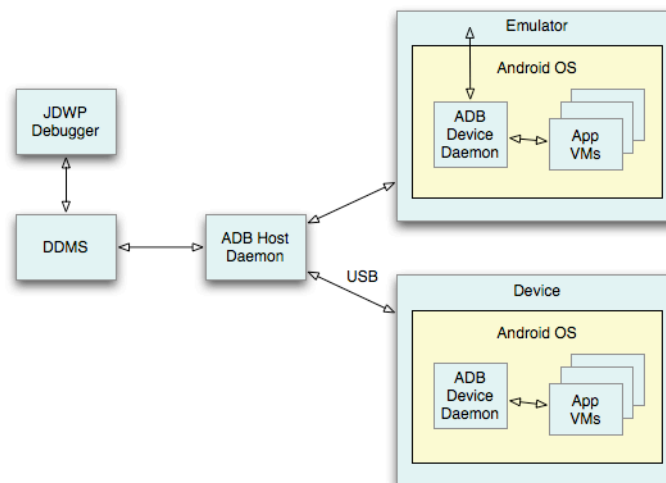 Emulator
Android OS
ADB
Device
Daemon
App
VMs
JDWP
Debugger
DDMS
ADB Host
Daemon
USB
Device
Android OS
ADB
Device
Daemon
App
VMs